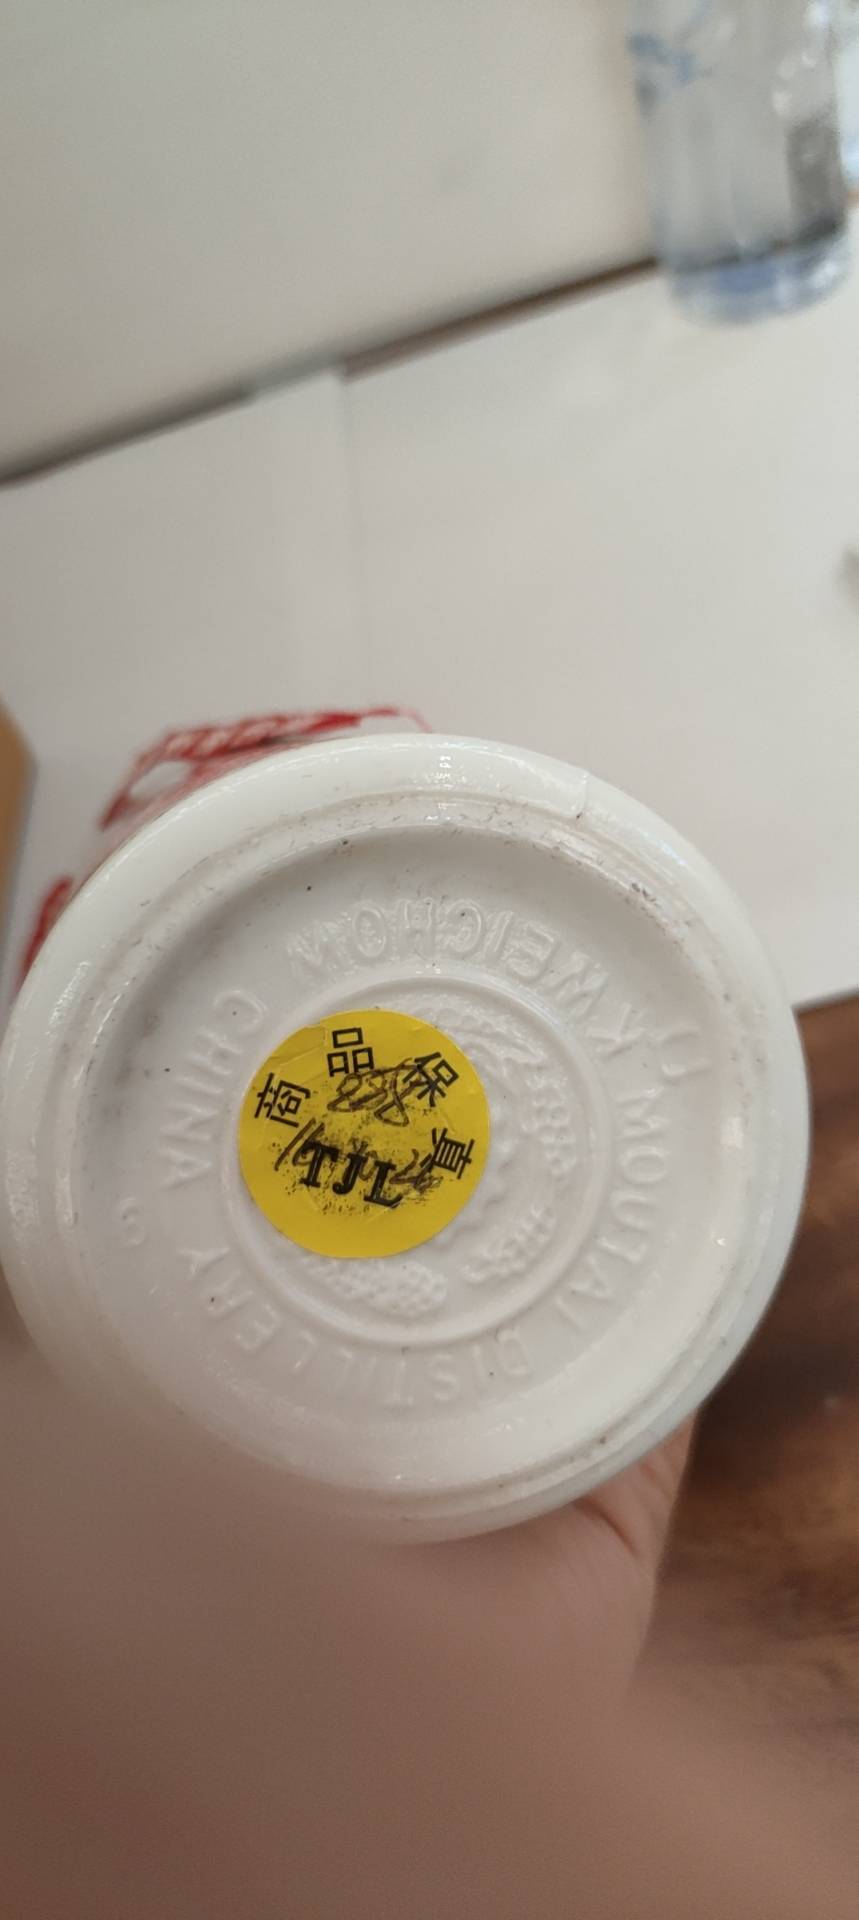 商品保真
TJL
KWEICHOW
MOUTAI DISTILLERY
CHINA